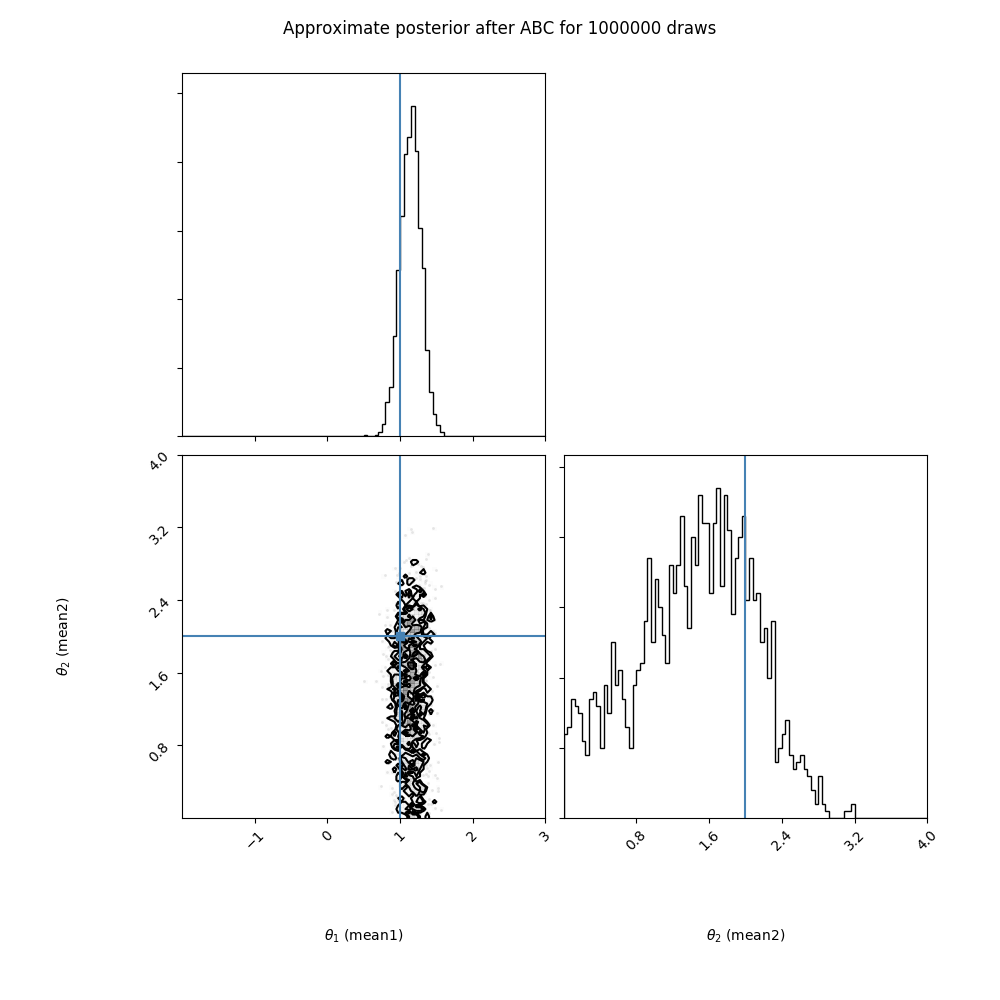 Approximate posterior after ABC for 1000000 draws
4.0
3.2
2.4
1.6
0.8
θ₂ (mean2)
−1 0 1 2 3
0.8 1.6 2.4 3.2 4.0
θ₁ (mean1)
θ₂ (mean2)